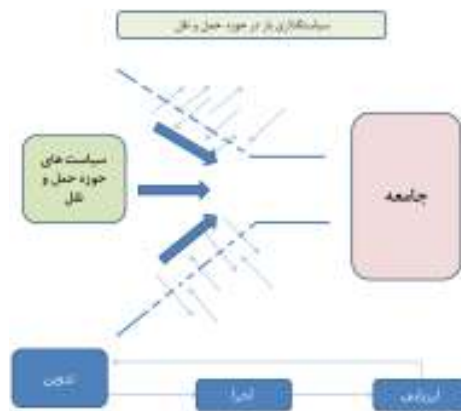 سیاستگذاری باز در حوزه حمل و نقل
سیاست های
حوزه حمل و
نقل
جامعه
تدوین
اجرا
ارزیابی